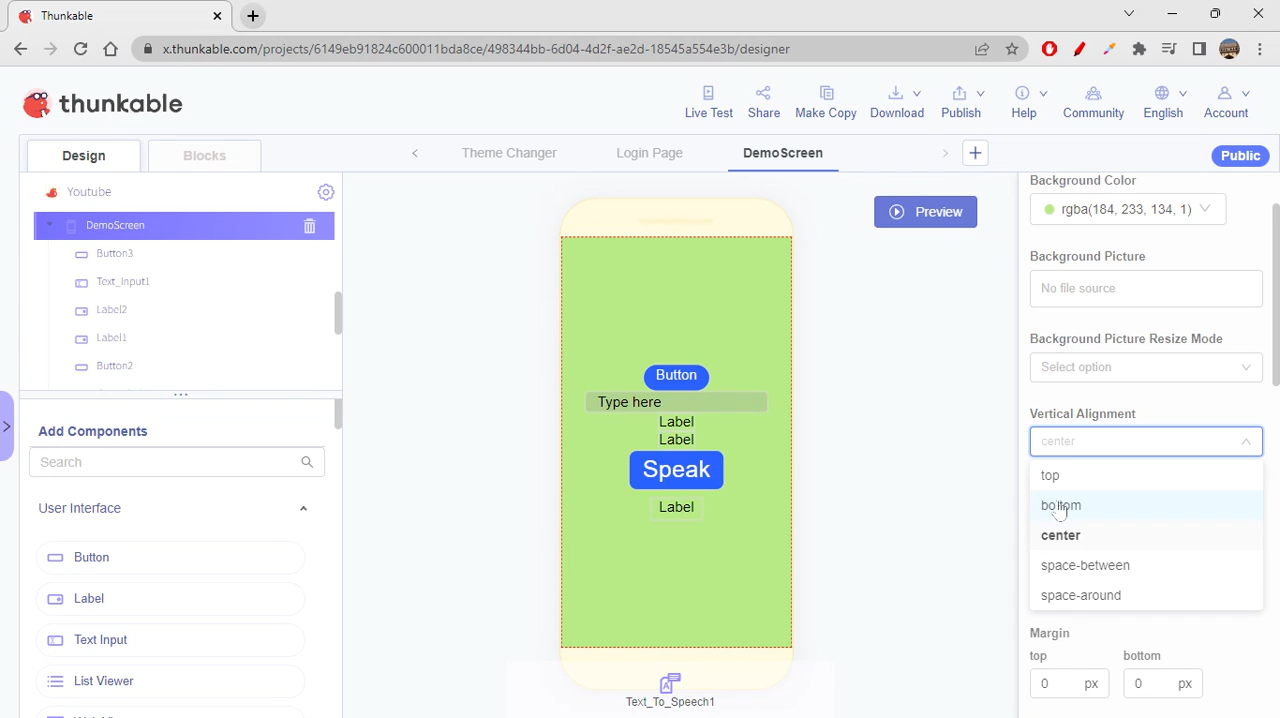 Thunkable
x.thunkable.com/projects/6149eb91824c600011bda8ce/498344bb-6d04-4d2f-ae2d-18545a554e3b/designer
thunkable
Live Test
Share
Make Copy
Download
Publish
Help
Community
English
Account
Design
Blocks
Theme Changer
Login Page
DemoScreen
Public
Youtube
DemoScreen
Button3
Text_Input1
Label2
Label1
Button2
Add Components
Search
User Interface
Button
Label
Text Input
List Viewer
Preview
Button
Type here
Label
Label
Speak
Label
Text_To_Speech1
Background Color
rgba(184, 233, 134, 1)
Background Picture
No file source
Background Picture Resize Mode
Select option
Vertical Alignment
center
top
bottom
center
space-between
space-around
Margin
top bottom
0 px 0 px